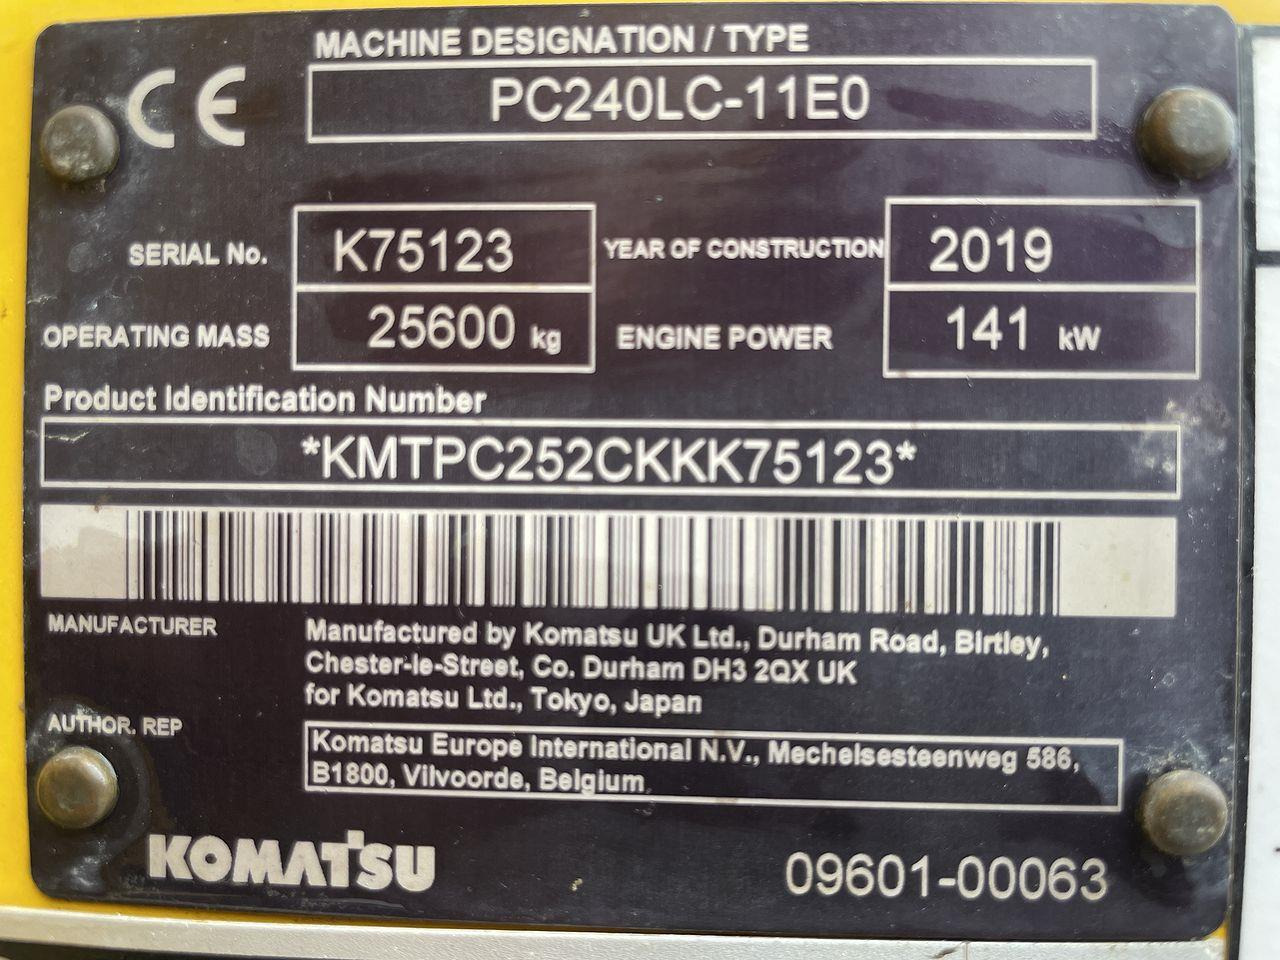 MACHINE DESIGNATION / TYPE
CE
PC240LC-11E0
SERIAL No. K75123 YEAR OF CONSTRUCTION 2019
OPERATING MASS 25600 kg ENGINE POWER 141 kW
Product Identification Number
*KMTPC252CKKK75123*
MANUFACTURER Manufactured by Komatsu UK Ltd., Durham Road, Birtley,
Chester-le-Street, Co. Durham DH3 2QX UK
for Komatsu Ltd., Tokyo, Japan
AUTHOR. REP Komatsu Europe International N.V., Mechelsesteenweg 586,
B1800, Vilvoorde, Belgium
KOMATSU 09601-00063